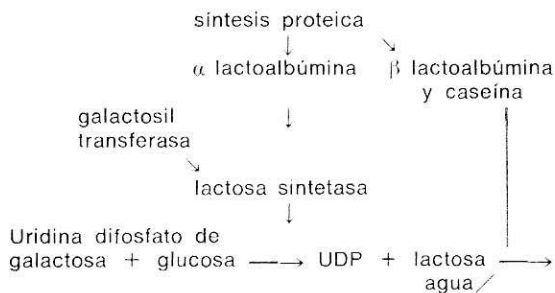 síntesis proteica
α lactoalbúmina β lactoalbúmina
y caseína
galactosil
transferasa
lactosa sintetasa
Uridina difosfato de
galactosa + glucosa → UDP + lactosa
agua